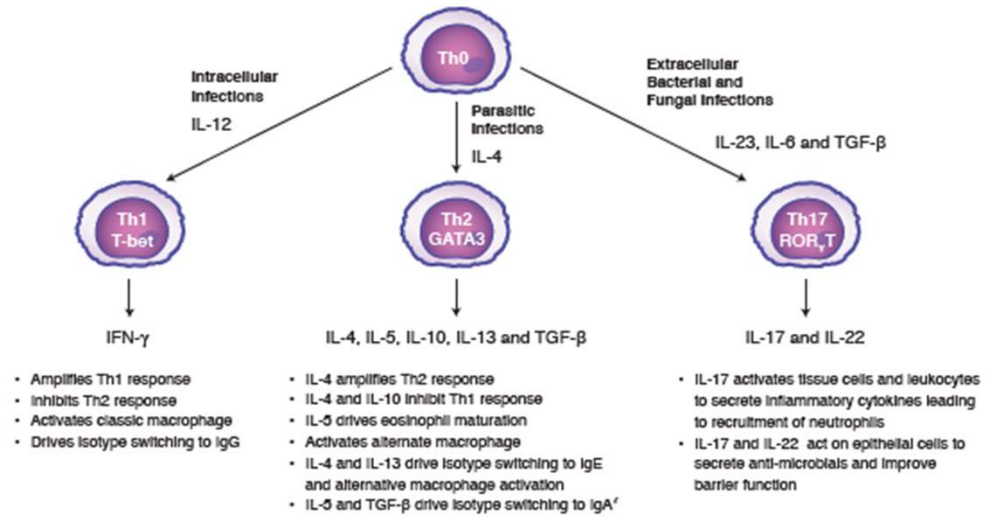 Th0
Intracellular
Infections
IL-12
Parasitic
Infections
IL-4
Extracellular
Bacterial and
Fungal Infections
IL-23, IL-6 and TGF-β
Th1
T-bet
Th2
GATA3
Th17
RORγT
IFN-γ
• Amplifies Th1 response
• Inhibits Th2 response
• Activates classic macrophage
• Drives isotype switching to IgG
IL-4, IL-5, IL-10, IL-13 and TGF-β
• IL-4 amplifies Th2 response
• IL-4 and IL-10 inhibit Th1 response
• IL-5 drives eosinophil maturation
• Activates alternate macrophage
• IL-4 and IL-13 drive isotype switching to IgE
and alternative macrophage activation
• IL-5 and TGF-β drive isotype switching to IgA
IL-17 and IL-22
• IL-17 activates tissue cells and leukocytes
to secrete inflammatory cytokines leading
to recruitment of neutrophils
• IL-17 and IL-22 act on epithelial cells to
secrete anti-microbials and improve
barrier function